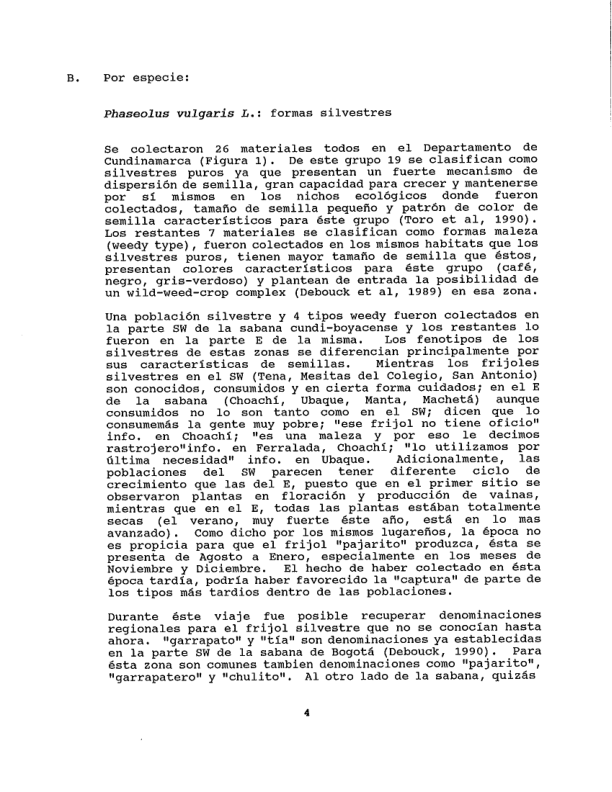 B. Por especie:
Phaseolus vulgaris L.: formas silvestres
Se colectaron 26 materiales todos en el Departamento de
Cundinamarca (Figura 1). De este grupo 19 se clasifican como
silvestres puros ya que presentan un fuerte mecanismo de
dispersión de semilla, gran capacidad para crecer y mantenerse
por sí mismos en los nichos ecológicos donde fueron
colectados, tamaño de semilla pequeño y patrón de color de
semilla característicos para éste grupo (Toro et al, 1990).
Los restantes 7 materiales se clasifican como formas maleza
(weedy type), fueron colectados en los mismos habitats que los
silvestres puros, tienen mayor tamaño de semilla que éstos,
presentan colores característicos para éste grupo (café,
negro, gris-verdoso) y plantean de entrada la posibilidad de
un wild-weed-crop complex (Debouck et al, 1989) en esa zona.
Una población silvestre y 4 tipos weedy fueron colectados en
la parte SW de la sabana cundi-boyacense y los restantes lo
fueron en la parte E de la misma. Los fenotipos de los
silvestres de estas zonas se diferencian principalmente por
sus características de semillas. Mientras los frijoles
silvestres en el SW (Tena, Mesitas del Colegio, San Antonio)
son conocidos, consumidos y en cierta forma cuidados; en el E
de la sabana (Choachí, Ubaque, Manta, Machetá) aunque
consumidos no lo son tanto como en el SW; dicen que lo
consumemás la gente muy pobre; "ese frijol no tiene oficio"
info. en Choachí; "es una maleza y por eso le decimos
rastrojero"info. en Ferralada, Choachí; "lo utilizamos por
última necesidad" info. en Ubaque. Adicionalmente, las
poblaciones del SW parecen tener diferente ciclo de
crecimiento que las del E, puesto que en el primer sitio se
observaron plantas en floración y producción de vainas,
mientras que en el E, todas las plantas estában totalmente
secas (el verano, muy fuerte éste año, está en lo mas
avanzado). Como dicho por los mismos lugareños, la época no
es propicia para que el frijol "pajarito" produzca, ésta se
presenta de Agosto a Enero, especialmente en los meses de
Noviembre y Diciembre. El hecho de haber colectado en ésta
época tardía, podría haber favorecido la "captura" de parte de
los tipos más tardios dentro de las poblaciones.
Durante éste viaje fue posible recuperar denominaciones
regionales para el frijol silvestre que no se conocían hasta
ahora. "garrapato" y "tía" son denominaciones ya establecidas
en la parte SW de la sabana de Bogotá (Debouck, 1990). Para
ésta zona son comunes tambien denominaciones como "pajarito",
"garrapatero" y "chulito". Al otro lado de la sabana, quizás
4